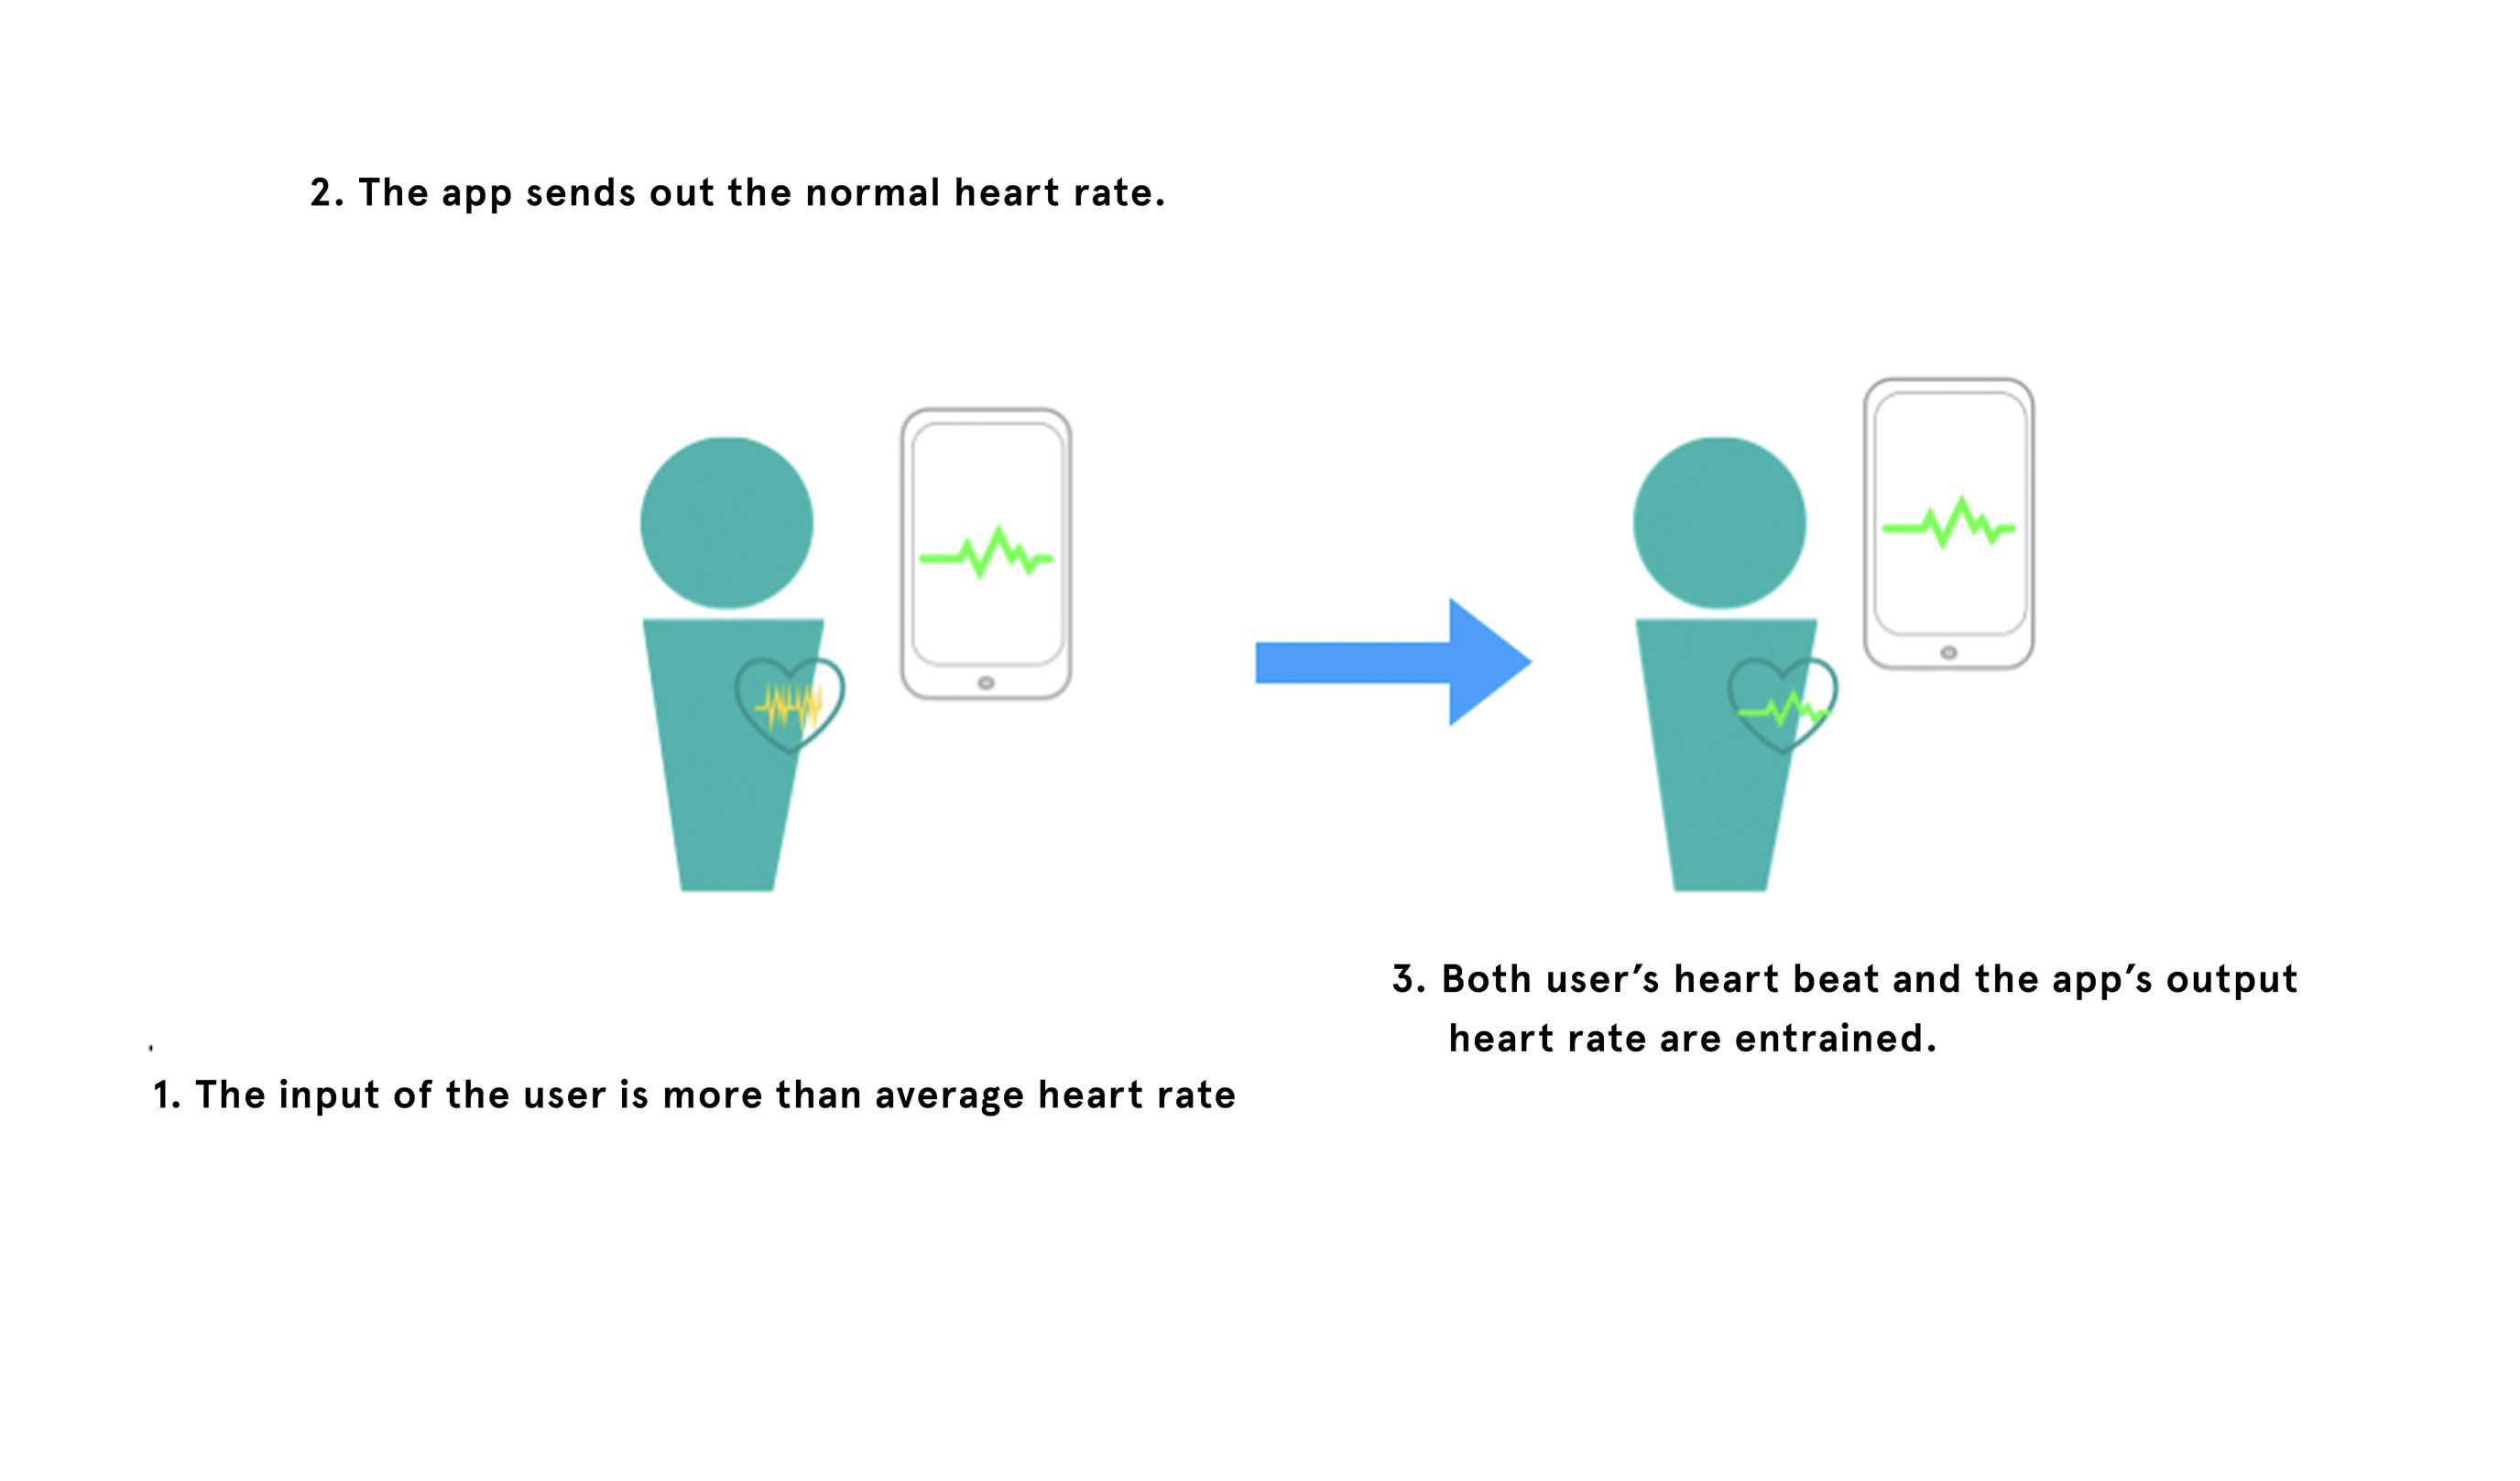 2. The app sends out the normal heart rate.
3. Both user's heart beat and the app's output
heart rate are entrained.
1. The input of the user is more than average heart rate